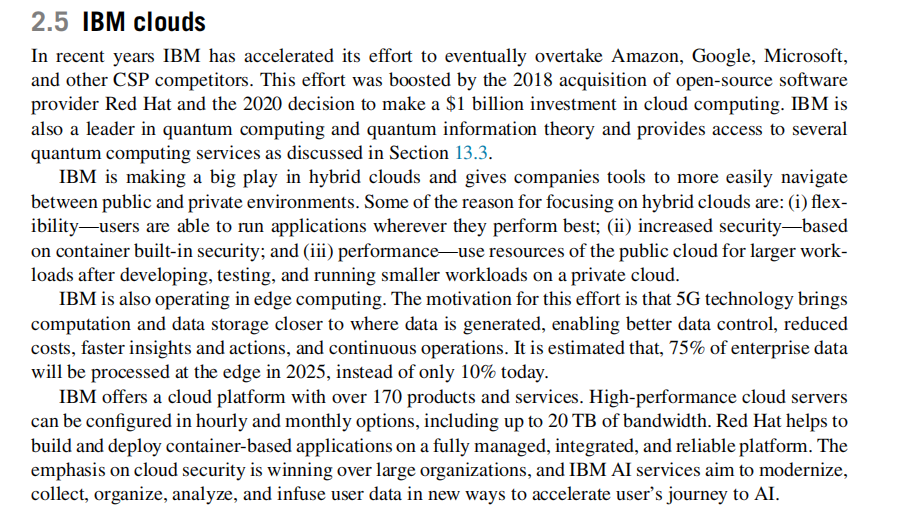 2.5 IBM clouds
In recent years IBM has accelerated its effort to eventually overtake Amazon, Google, Microsoft,
and other CSP competitors. This effort was boosted by the 2018 acquisition of open-source software
provider Red Hat and the 2020 decision to make a $1 billion investment in cloud computing. IBM is
also a leader in quantum computing and quantum information theory and provides access to several
quantum computing services as discussed in Section 13.3.
IBM is making a big play in hybrid clouds and gives companies tools to more easily navigate
between public and private environments. Some of the reason for focusing on hybrid clouds are: (i) flex-
ibility—users are able to run applications wherever they perform best; (ii) increased security—based
on container built-in security; and (iii) performance—use resources of the public cloud for larger work-
loads after developing, testing, and running smaller workloads on a private cloud.
IBM is also operating in edge computing. The motivation for this effort is that 5G technology brings
computation and data storage closer to where data is generated, enabling better data control, reduced
costs, faster insights and actions, and continuous operations. It is estimated that, 75% of enterprise data
will be processed at the edge in 2025, instead of only 10% today.
IBM offers a cloud platform with over 170 products and services. High-performance cloud servers
can be configured in hourly and monthly options, including up to 20 TB of bandwidth. Red Hat helps to
build and deploy container-based applications on a fully managed, integrated, and reliable platform. The
emphasis on cloud security is winning over large organizations, and IBM AI services aim to modernize,
collect, organize, analyze, and infuse user data in new ways to accelerate user's journey to AI.